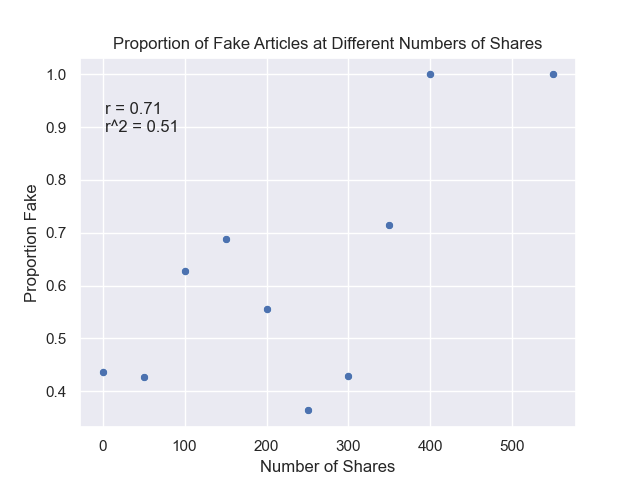 Proportion of Fake Articles at Different Numbers of Shares
1.0
r = 0.71
r^2 = 0.51
0.9
0.8
0.7
0.6
0.5
0.4
Proportion Fake
0 100 200 300 400 500
Number of Shares